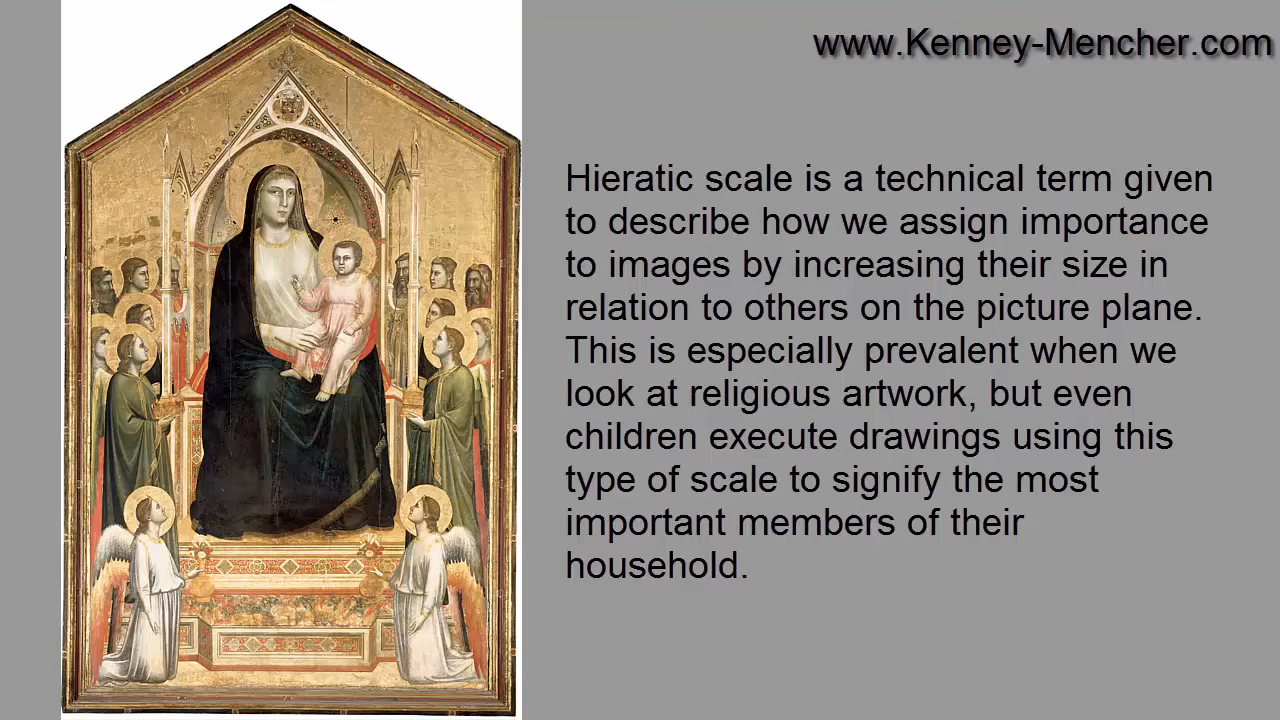 www.Kenney-Mencher.com
Hieratic scale is a technical term given
to describe how we assign importance
to images by increasing their size in
relation to others on the picture plane.
This is especially prevalent when we
look at religious artwork, but even
children execute drawings using this
type of scale to signify the most
important members of their
household.